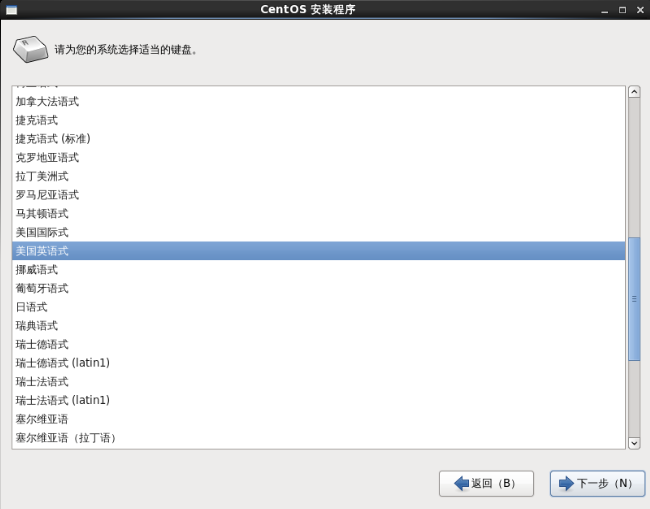 CentOS 安装程序
请为您的系统选择适当的键盘。
加拿大法语式
捷克语式
捷克语式 (标准)
克罗地亚语式
拉丁美洲式
罗马尼亚语式
马其顿语式
美国国际式
美国英语式
挪威语式
葡萄牙语式
日语式
瑞典语式
瑞士德语式
瑞士德语式 (latin1)
瑞士法语式
瑞士法语式 (latin1)
塞尔维亚语
塞尔维亚语（拉丁语）
返回（B）
下一步（N）